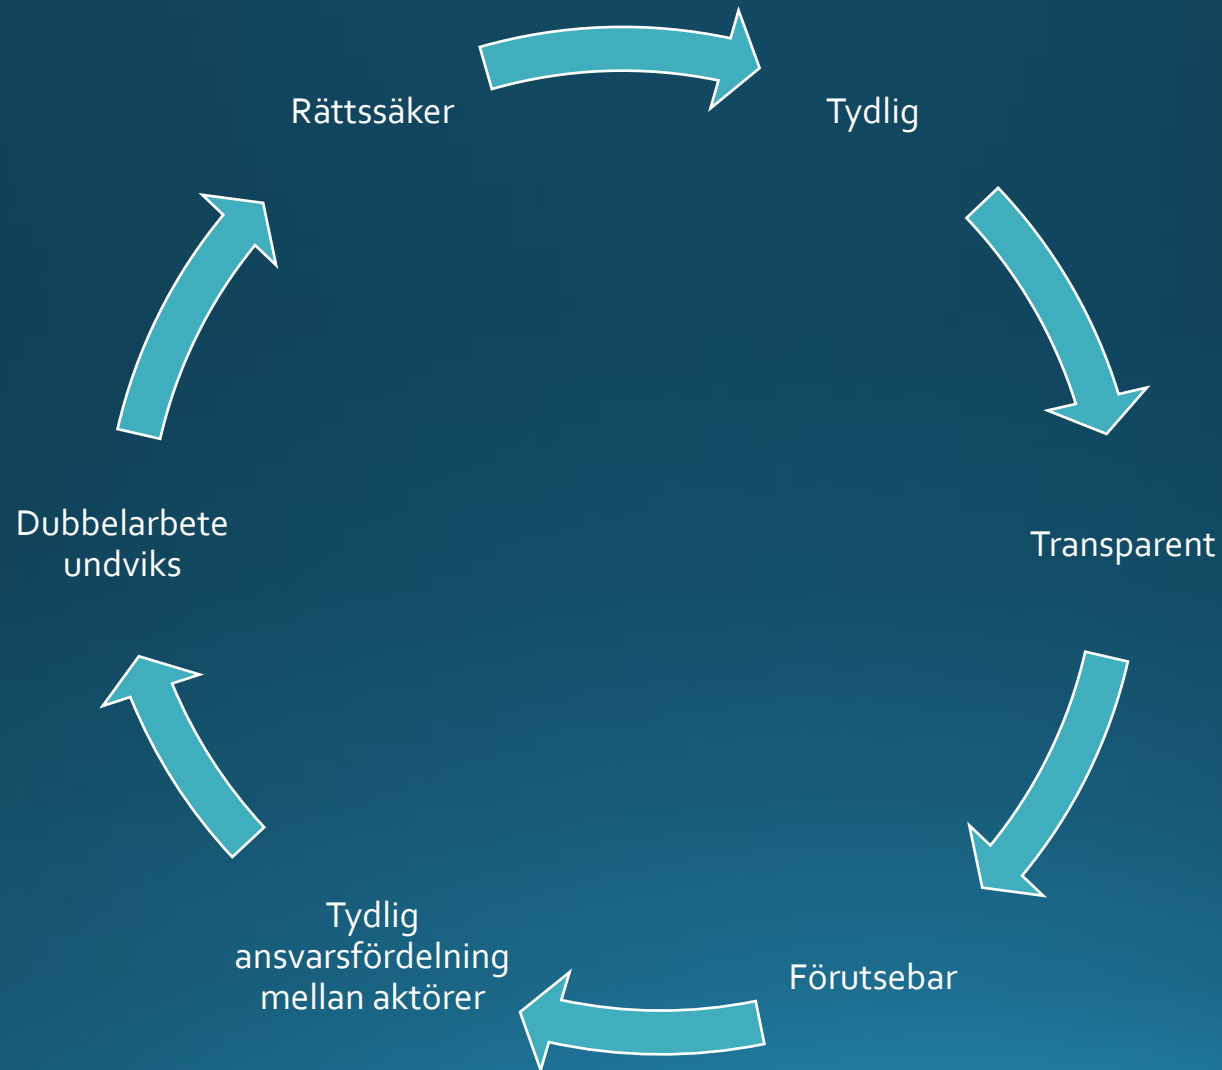 Rättssäker
Tydlig
Transparent
Förutsebar
Tydlig
ansvarsfördelning
mellan aktörer
Dubbelarbete
undviks